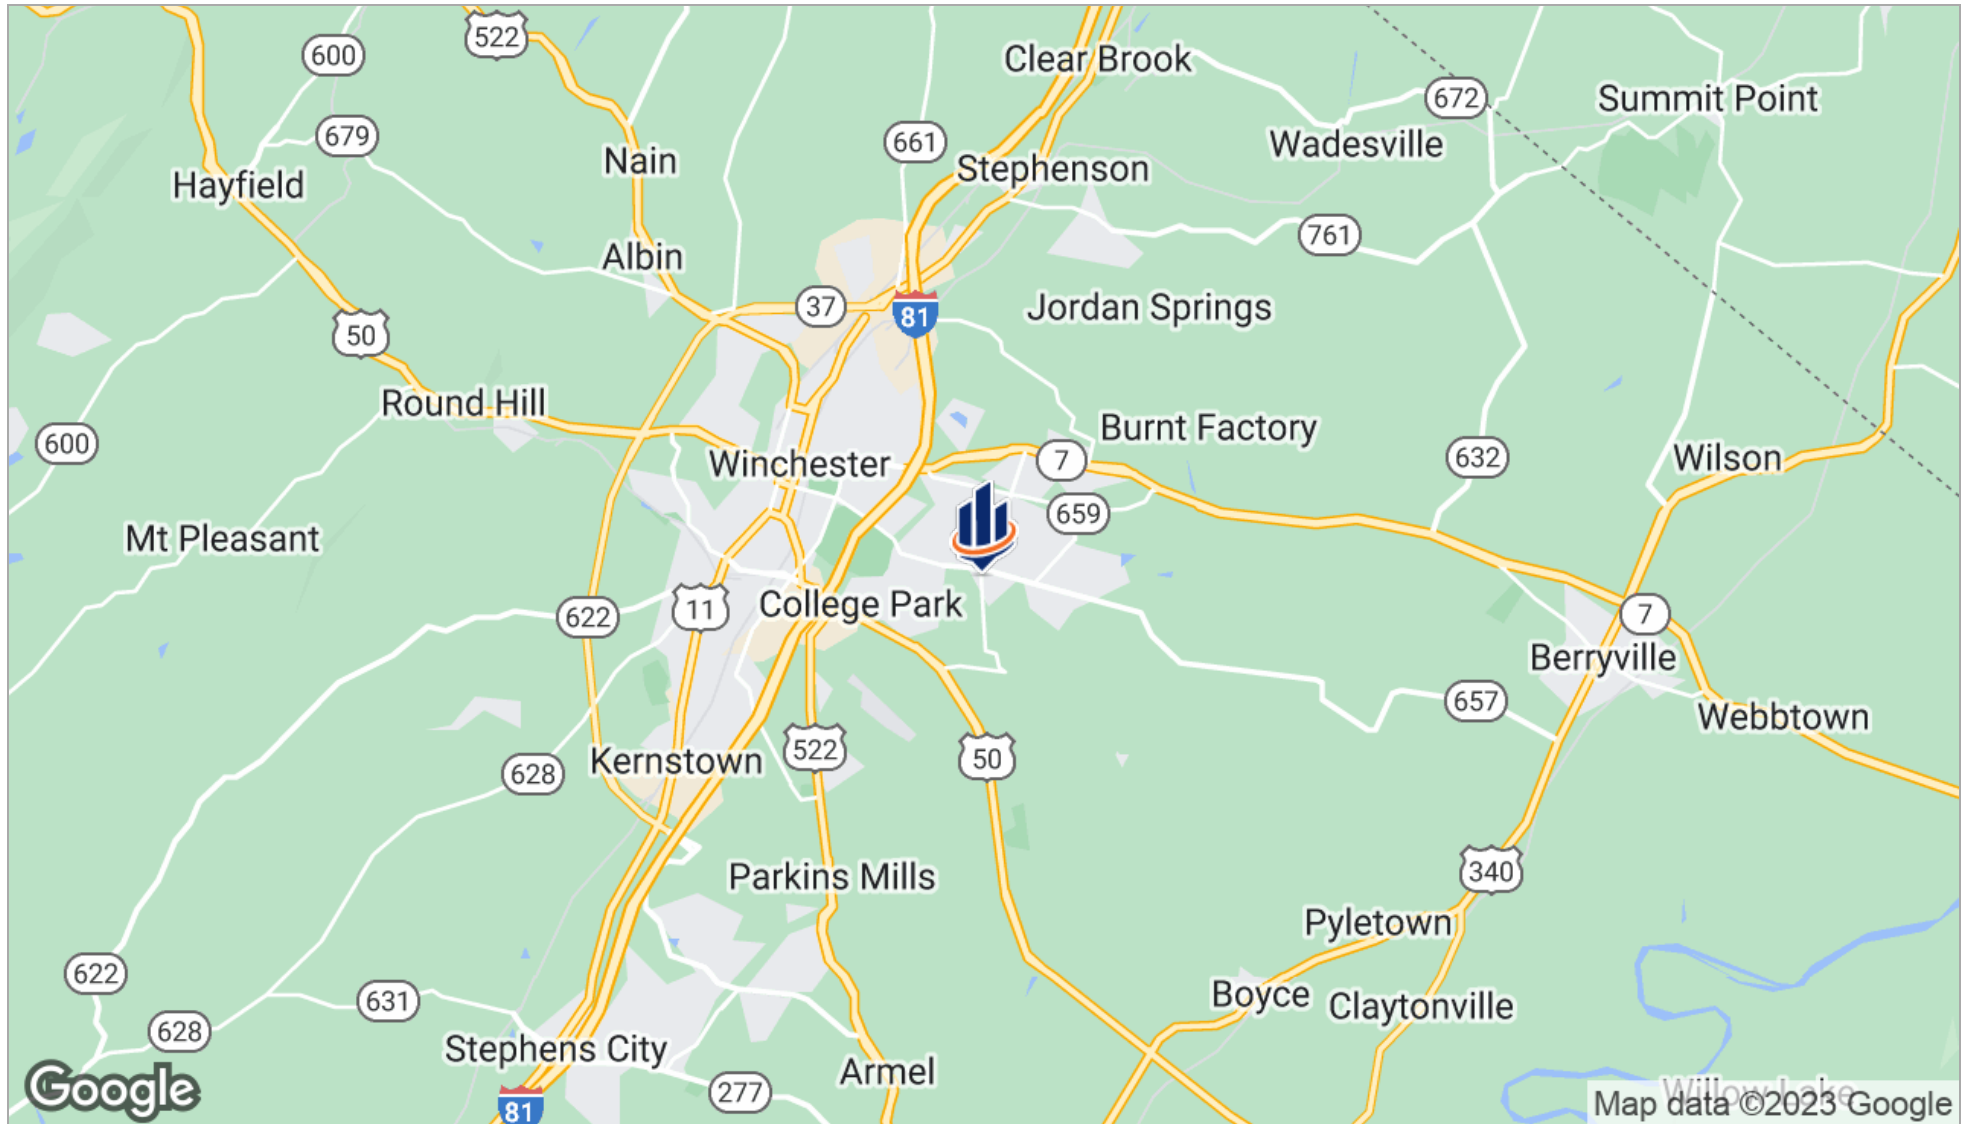 522
600
Clear Brook
672
Summit Point
679
661
Wadesville
Nain
Stephenson
Hayfield
761
Albin
37
81
Jordan Springs
50
Round Hill
Burnt Factory
600
Winchester
7
632
Wilson
659
Mt Pleasant
622
11
College Park
7
Berryville
657
Webbtown
522
50
Kernstown
628
340
Parkins Mills
Pyletown
622
631
Boyce
Claytonville
628
Stephens City
Armel
Google
81
277
Willow Lake
Map data ©2023 Google